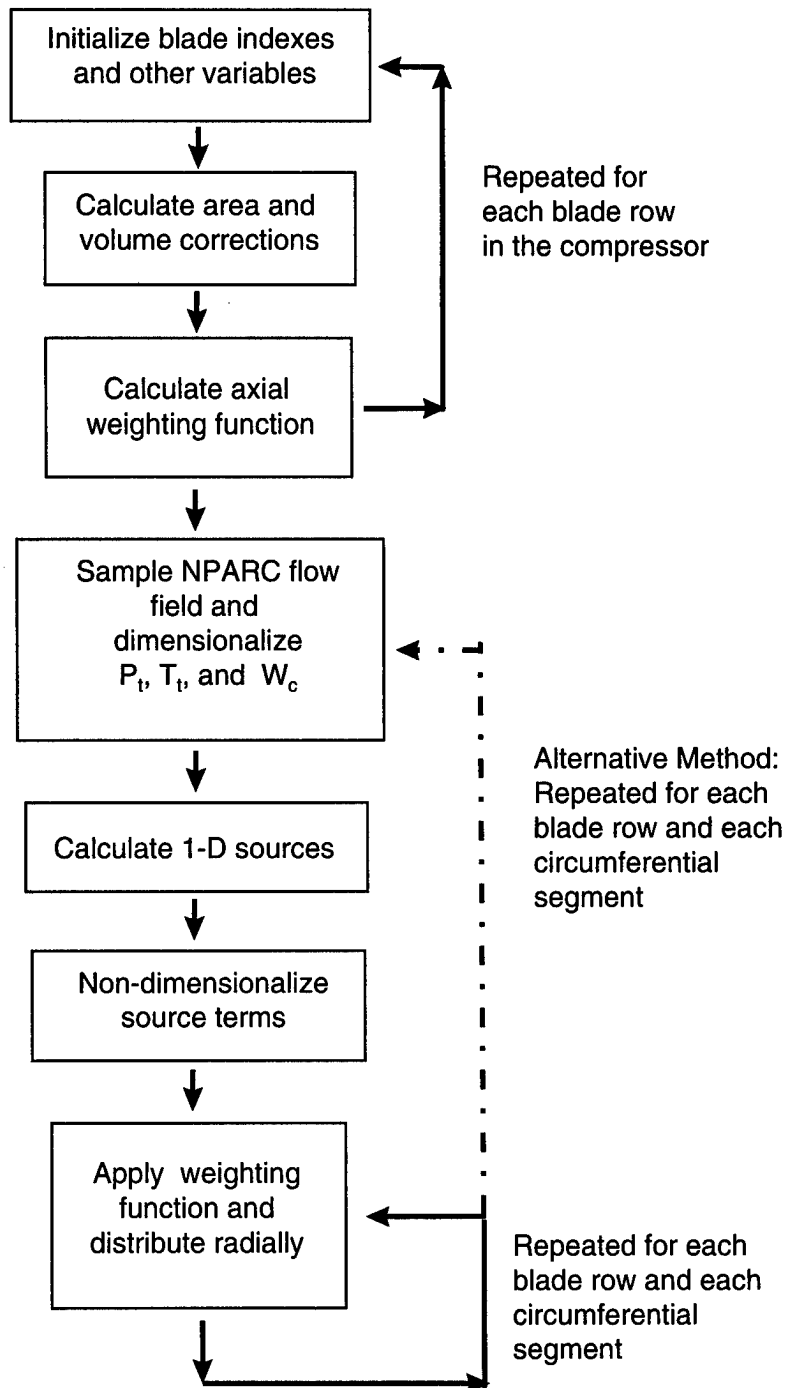 Initialize blade indexes
and other variables
Repeated for
each blade row
in the compressor
Calculate area and
volume corrections
Calculate axial
weighting function
Sample NPARC flow
field and
dimensionalize
Pt, Tt, and Wc
Alternative Method:
Repeated for each
blade row and each
circumferential
segment
Calculate 1-D sources
Non-dimensionalize
source terms
Apply weighting
function and
distribute radially
Repeated for each
blade row and each
circumferential
segment